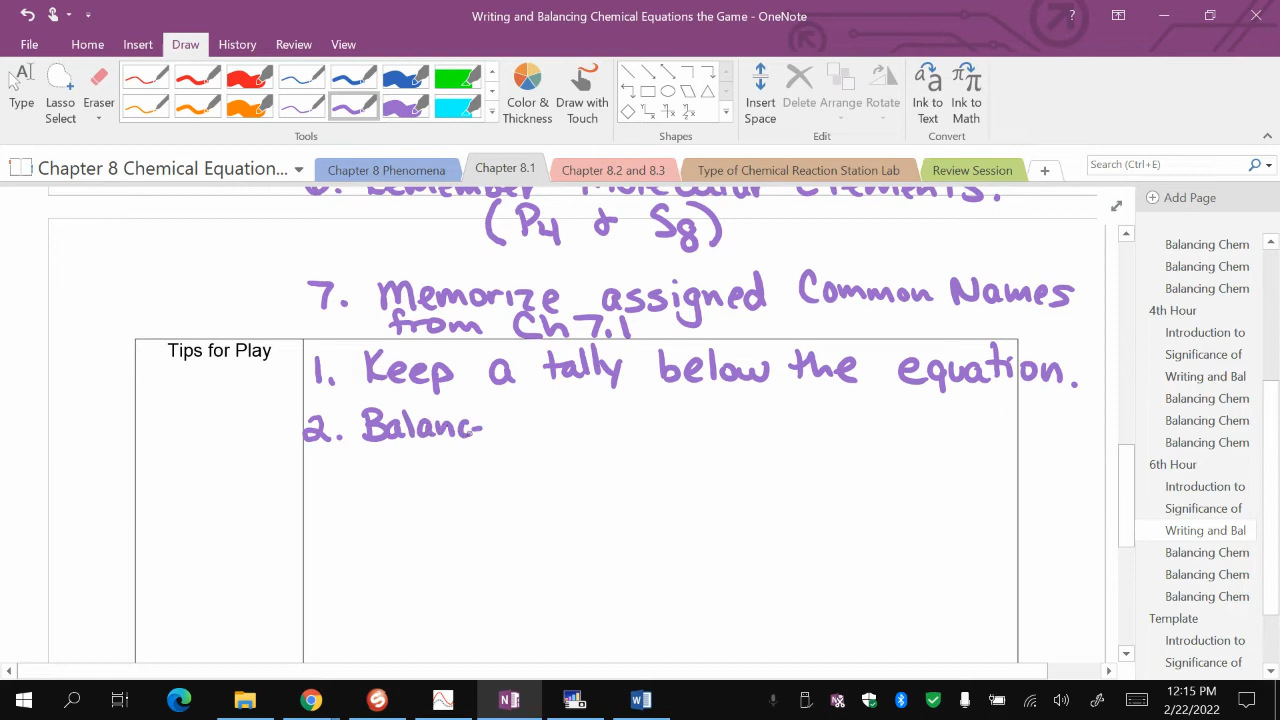 Writing and Balancing Chemical Equations the Game - OneNote
File Home Insert Draw History Review View
Type Lasso Select Eraser Color & Thickness Draw with Touch Insert Space Delete Arrange Rotate Ink to Text Ink to Math
Tools Shapes Edit Convert
Chapter 8 Chemical Equation... Chapter 8 Phenomena Chapter 8.1 Chapter 8.2 and 8.3 Type of Chemical Reaction Station Lab Review Session Search (Ctrl+E)
Add Page
6. Remember Molecular Elements.
(P4 & S8)
7. Memorize assigned Common Names
from Ch 7.1
Tips for Play
1. Keep a tally below the equation.
2. Balanc
Balancing Chem
Balancing Chem
Balancing Chem
4th Hour
Introduction to
Significance of
Writing and Bal
Balancing Chem
Balancing Chem
Balancing Chem
6th Hour
Introduction to
Significance of
Writing and Bal
Balancing Chem
Balancing Chem
Balancing Chem
Template
Introduction to
Significance of
12:15 PM
2/22/2022